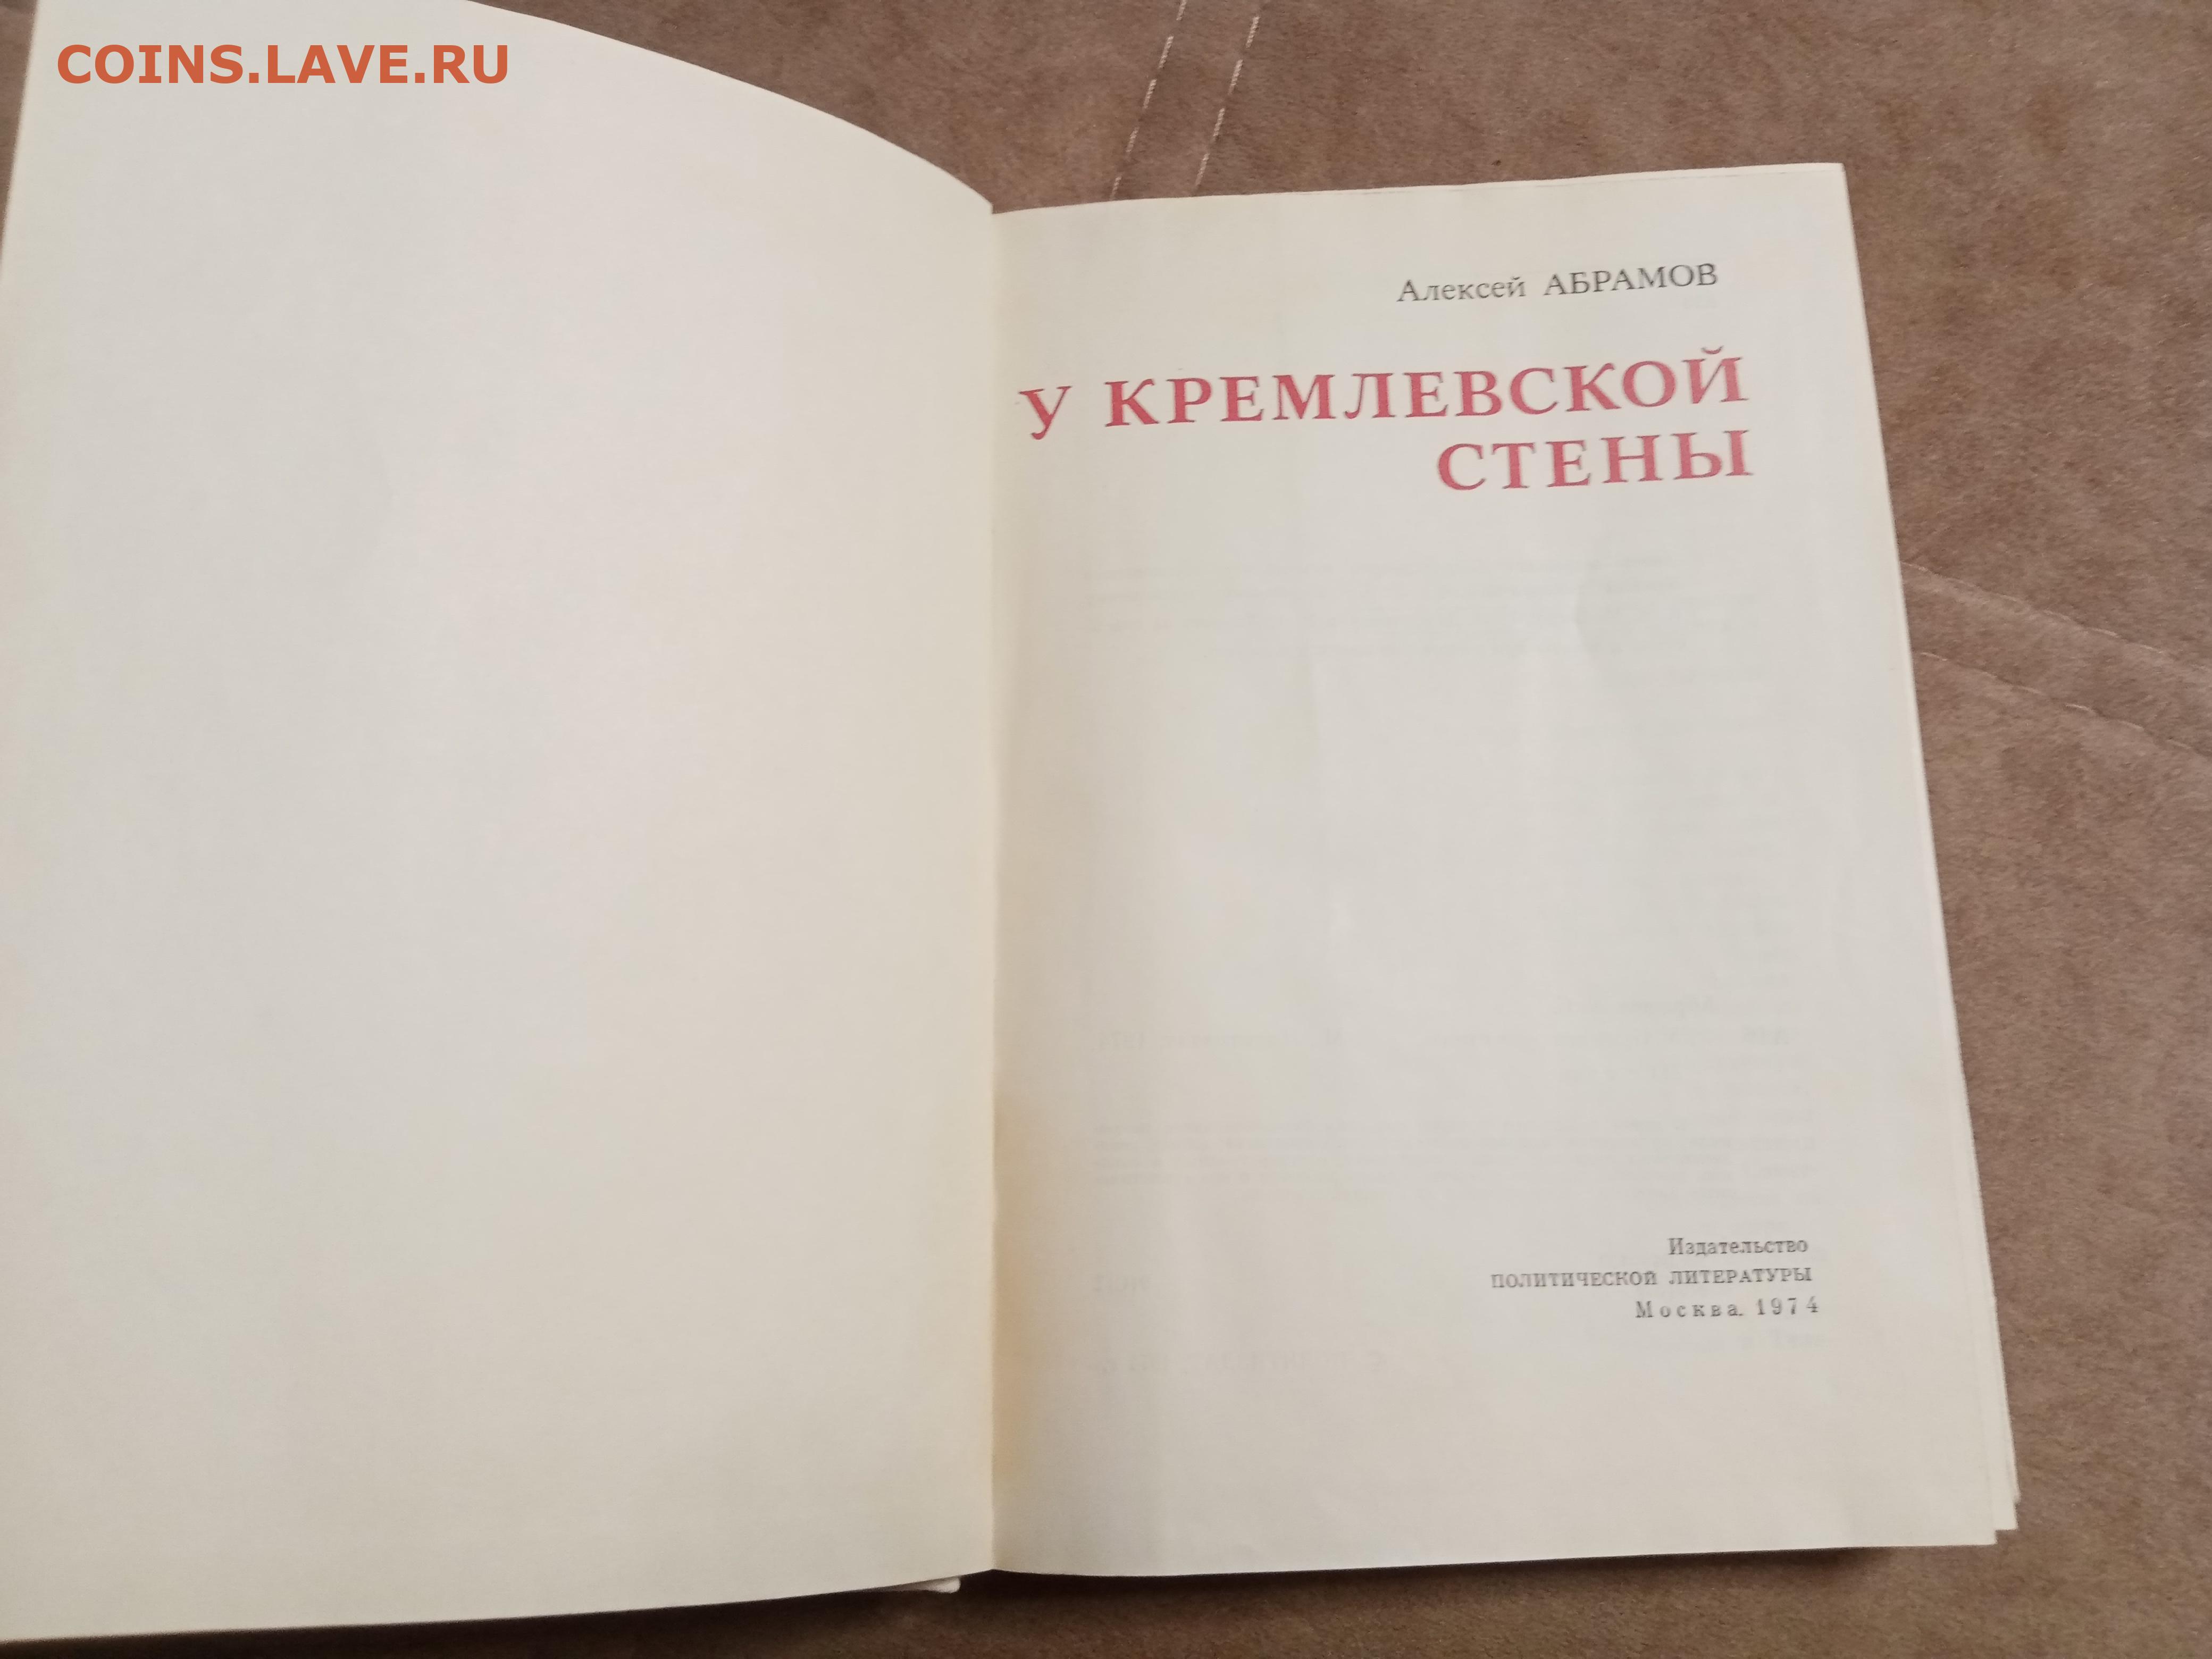 COINS.LAVE.RU
Алексей АБРАМОВ
У КРЕМЛЕВСКОЙ
СТЕНЫ
Издательство
ПОЛИТИЧЕСКОЙ ЛИТЕРАТУРЫ
Москва. 1974